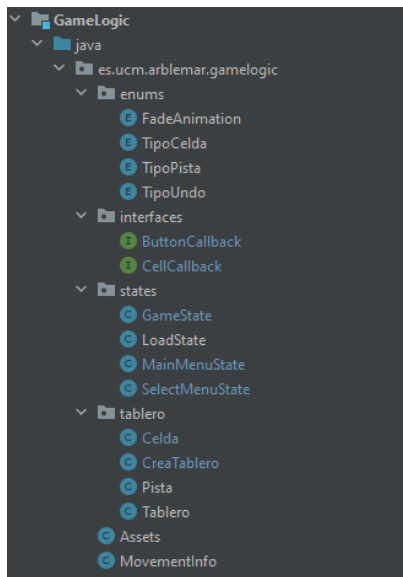 GameLogic
java
es.ucm.arblemar.gamelogic
enums
E FadeAnimation
E TipoCelda
E TipoPista
E TipoUndo
interfaces
I ButtonCallback
I CellCallback
states
C GameState
C LoadState
C MainMenuState
C SelectMenuState
tablero
C Celda
C CreaTablero
C Pista
C Tablero
C Assets
C MovementInfo